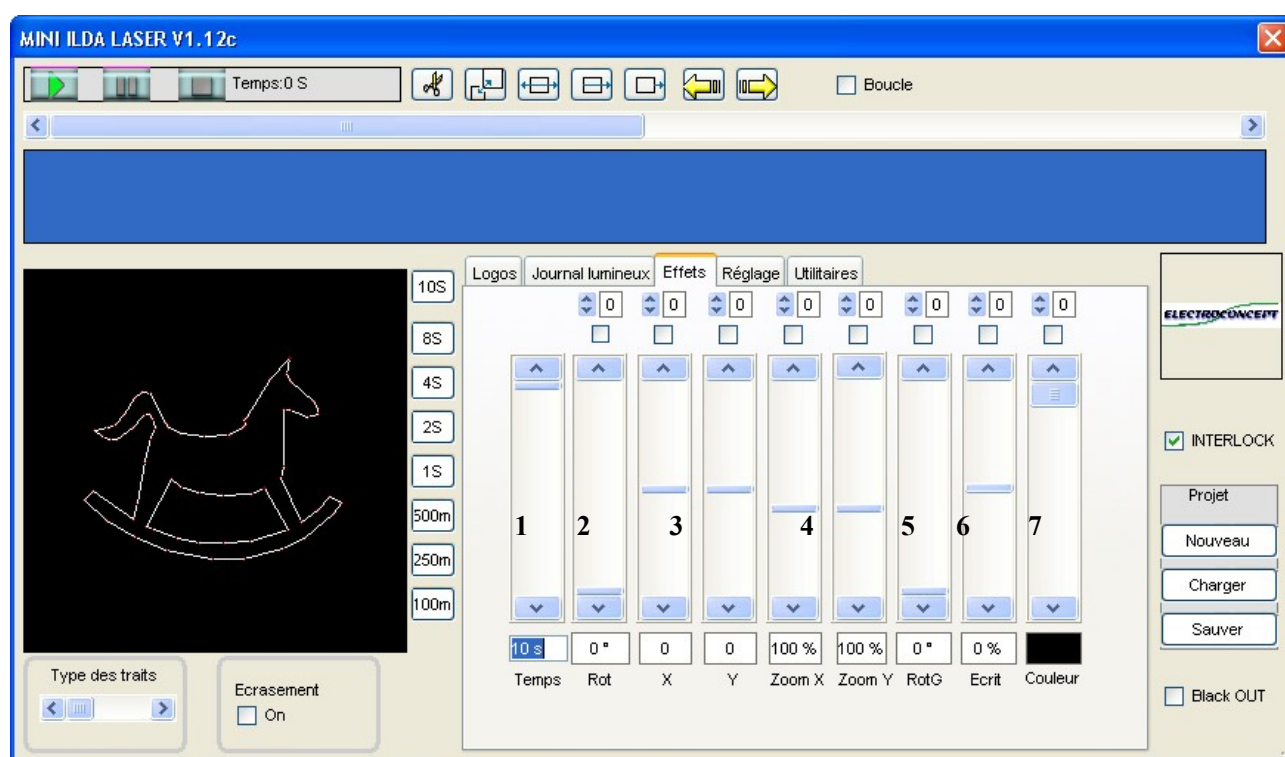 MINI ILDA LASER V1.12c
Temps:0 S
Boucle
Logos Journal lumineux Effets Réglage Utilitaires
10S
8S
4S
2S
1S
500m
250m
100m
0 0 0 0 0 0 0 0
1 2 3 4 5 6 7
10 s 0 ° 0 0 100 % 100 % 0 ° 0 %
Temps Rot X Y Zoom X Zoom Y RotG Ecrit Couleur
ELECTROCONCEPT
INTERLOCK
Projet
Nouveau
Charger
Sauver
Black OUT
Type des traits
Ecrasement
On